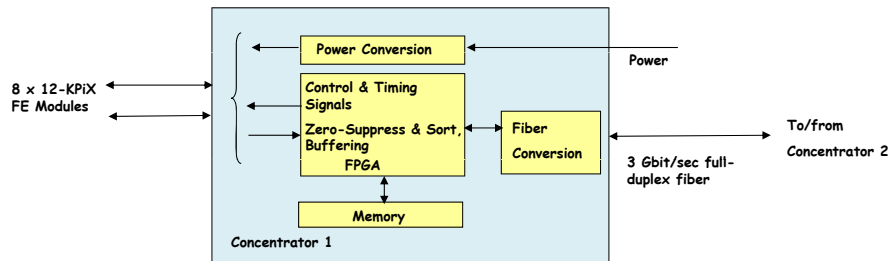 Power Conversion
Power
8 x 12-KPiX
FE Modules
Control & Timing
Signals
Zero-Suppress & Sort,
Buffering
FPGA
Fiber
Conversion
To/from
Concentrator 2
3 Gbit/sec full-
duplex fiber
Memory
Concentrator 1